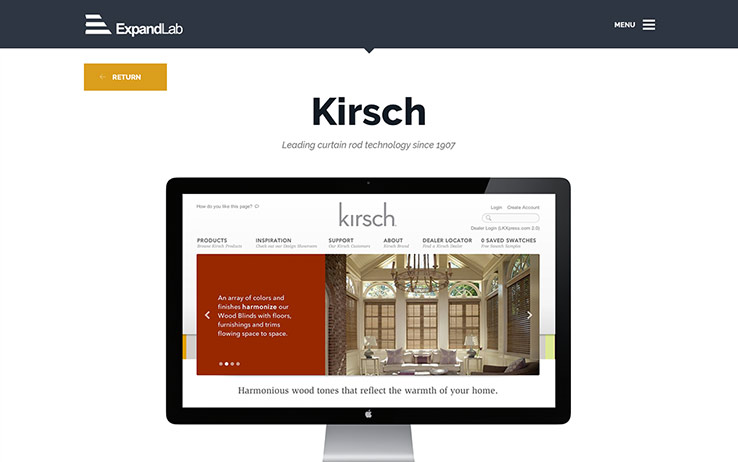 ExpandLab
MENU
← RETURN
Kirsch
Leading curtain rod technology since 1907
How do you like this page?
kirsch
Login Create Account
Dealer Login (LKXpress.com 2.0)
PRODUCTS INSPIRATION SUPPORT ABOUT DEALER LOCATOR 0 SAVED SWATCHES
Browse Kirsch Products Check out our Design Showroom Our Kirsch Customers Kirsch Brand Find a Kirsch Dealer Free Swatch Samples
An array of colors and
finishes harmonize our
Wood Blinds with floors,
furnishings and trims
flowing space to space.
Harmonious wood tones that reflect the warmth of your home.